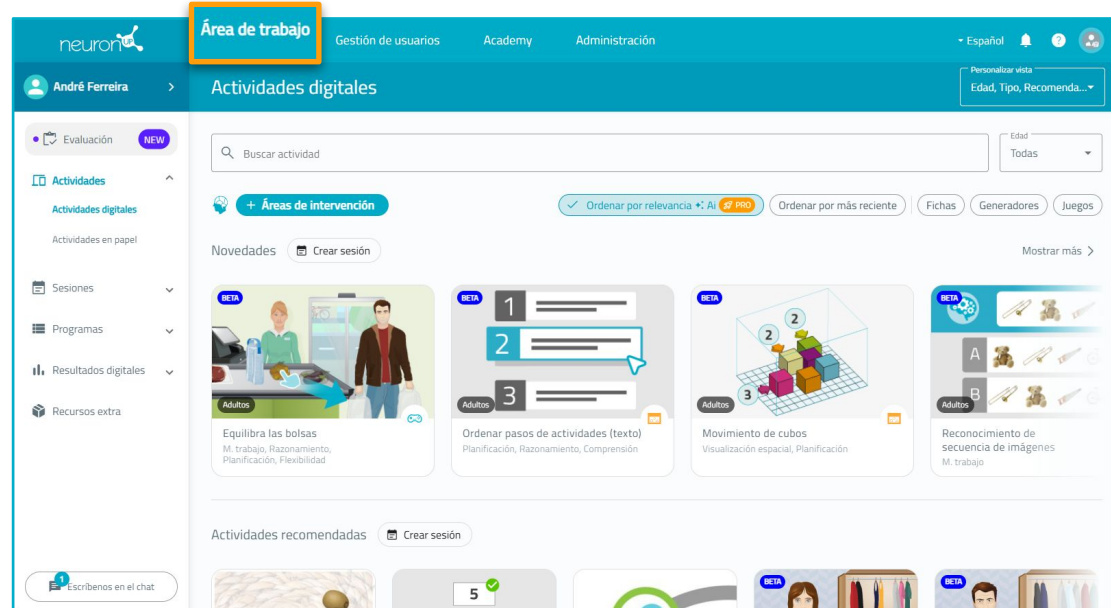 neuronUP
Área de trabajo
Gestión de usuarios
Academy
Administración
Español
?
André Ferreira
Actividades digitales
Personalizar vista
Edad, Tipo, Recomenda...
Evaluación
NEW
Actividades
Actividades digitales
Actividades en papel
Sesiones
Programas
Resultados digitales
Recursos extra
1
Escríbenos en el chat
Buscar actividad
Edad
Todas
+ Áreas de intervención
Ordenar por relevancia Ai PRO
Ordenar por más reciente
Fichas
Generadores
Juegos
Novedades
Crear sesión
Mostrar más
BETA
Adultos
Equilibra las bolsas
M. trabajo, Razonamiento,
Planificación, Flexibilidad
BETA
1
2
3
Adultos
Ordenar pasos de actividades (texto)
Planificación, Razonamiento, Comprensión
BETA
2
2
3
Adultos
Movimiento de cubos
Visualización espacial, Planificación
BETA
A
B
Adultos
Reconocimiento de
secuencia de imágenes
M. trabajo
Actividades recomendadas
Crear sesión
5
BETA
BETA